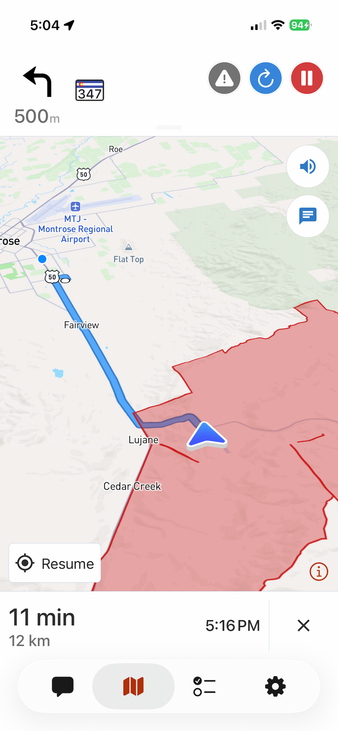 5:04
94
347
500m
Roe
50
MTJ -
Montrose Regional
Airport
rose
Flat Top
50
Fairview
Lujane
Cedar Creek
Resume
11 min
12 km
5:16 PM